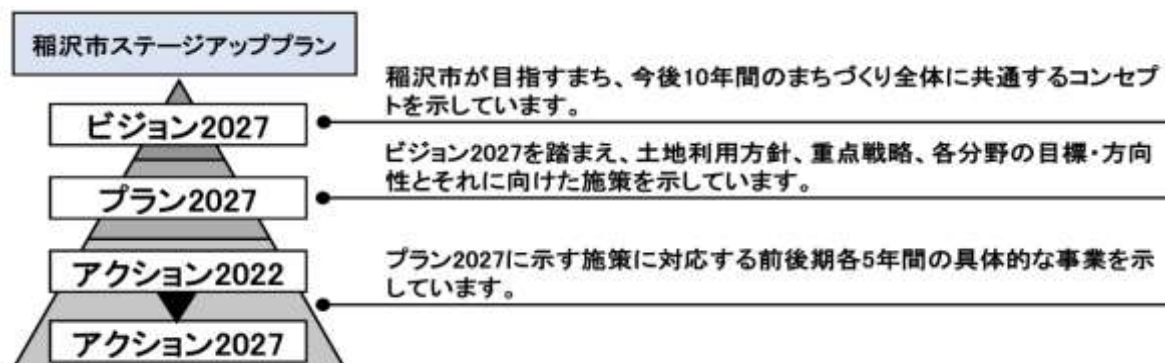 稲沢市ステージアッププラン
ビジョン2027
稲沢市が目指すまち、今後10年間のまちづくり全体に共通するコンセプ
トを示しています。
プラン2027
ビジョン2027を踏まえ、土地利用方針、重点戦略、各分野の目標・方向
性とそれに向けた施策を示しています。
アクション2022
アクション2027
プラン2027に示す施策に対応する前後期各5年間の具体的な事業を示
しています。